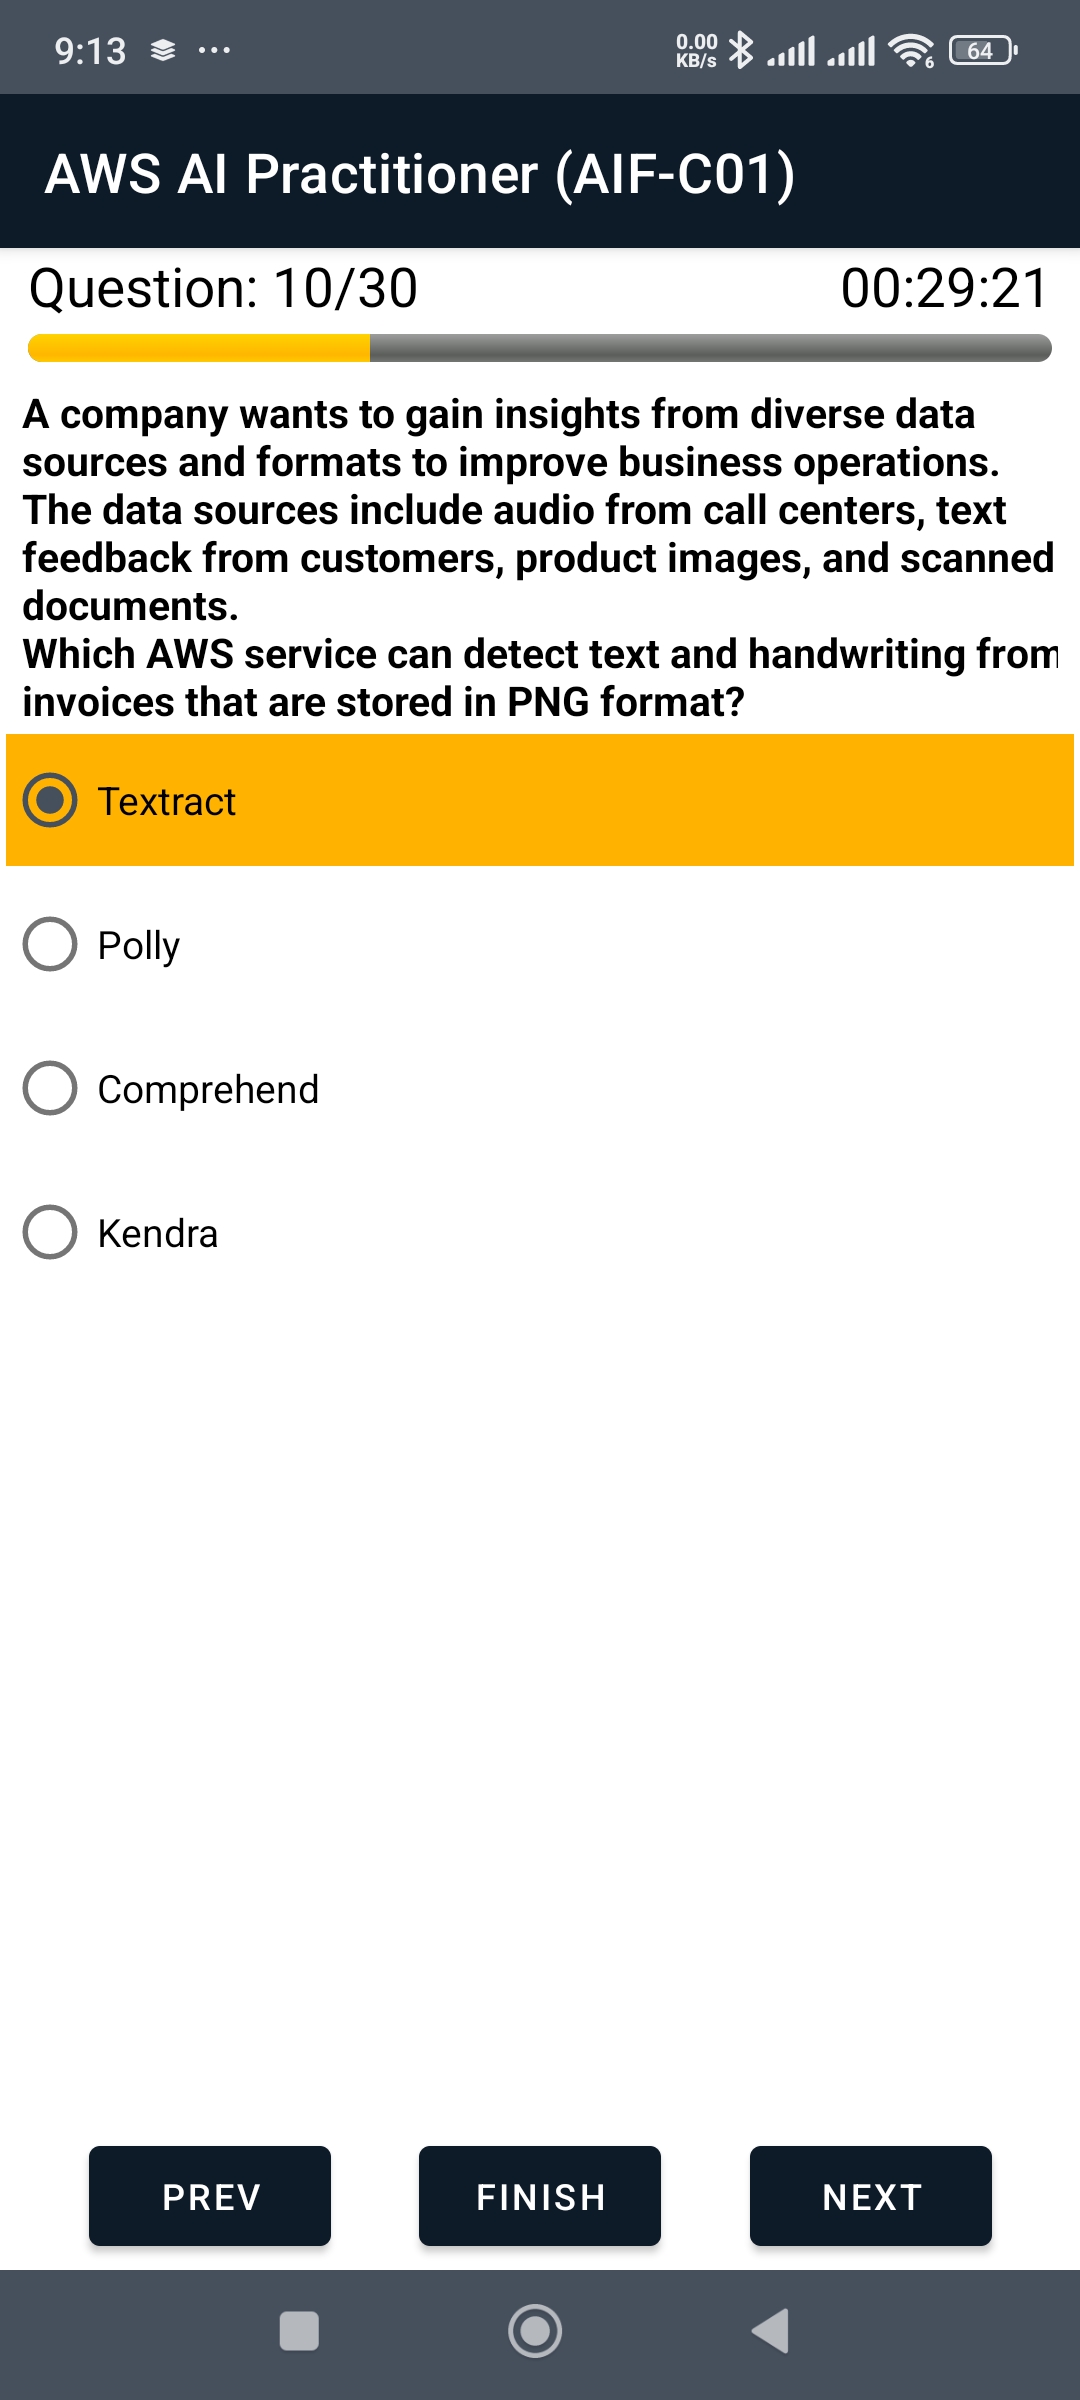 9:13
0.00
KB/s
6
64
AWS AI Practitioner (AIF-C01)
Question: 10/30
00:29:21
A company wants to gain insights from diverse data
sources and formats to improve business operations.
The data sources include audio from call centers, text
feedback from customers, product images, and scanned
documents.
Which AWS service can detect text and handwriting from
invoices that are stored in PNG format?
Textract
Polly
Comprehend
Kendra
PREV
FINISH
NEXT